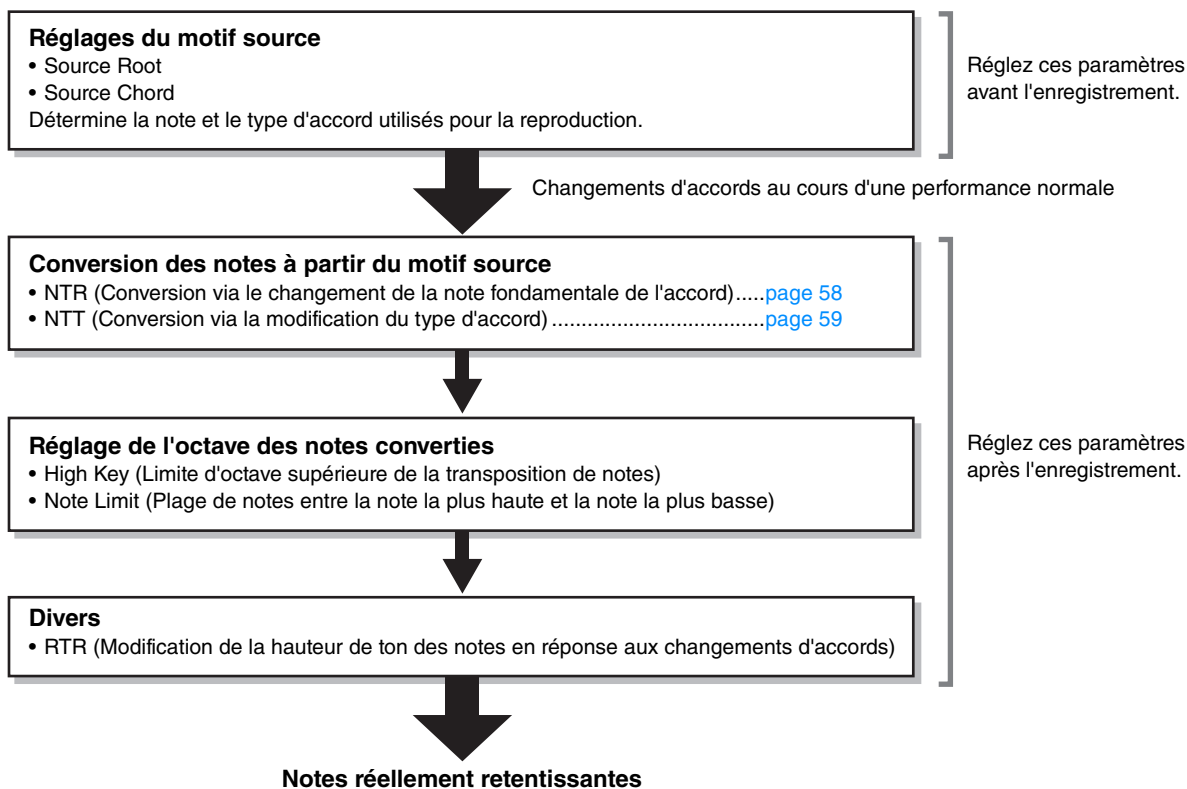 Réglages du motif source
• Source Root
• Source Chord
Détermine la note et le type d'accord utilisés pour la reproduction.
Réglez ces paramètres
avant l'enregistrement.
Changements d'accords au cours d'une performance normale
Conversion des notes à partir du motif source
• NTR (Conversion via le changement de la note fondamentale de l'accord).....page 58
• NTT (Conversion via la modification du type d'accord)....................................page 59
Réglage de l'octave des notes converties
• High Key (Limite d'octave supérieure de la transposition de notes)
• Note Limit (Plage de notes entre la note la plus haute et la note la plus basse)
Réglez ces paramètres
après l'enregistrement.
Divers
• RTR (Modification de la hauteur de ton des notes en réponse aux changements d'accords)
Notes réellement retentissantes